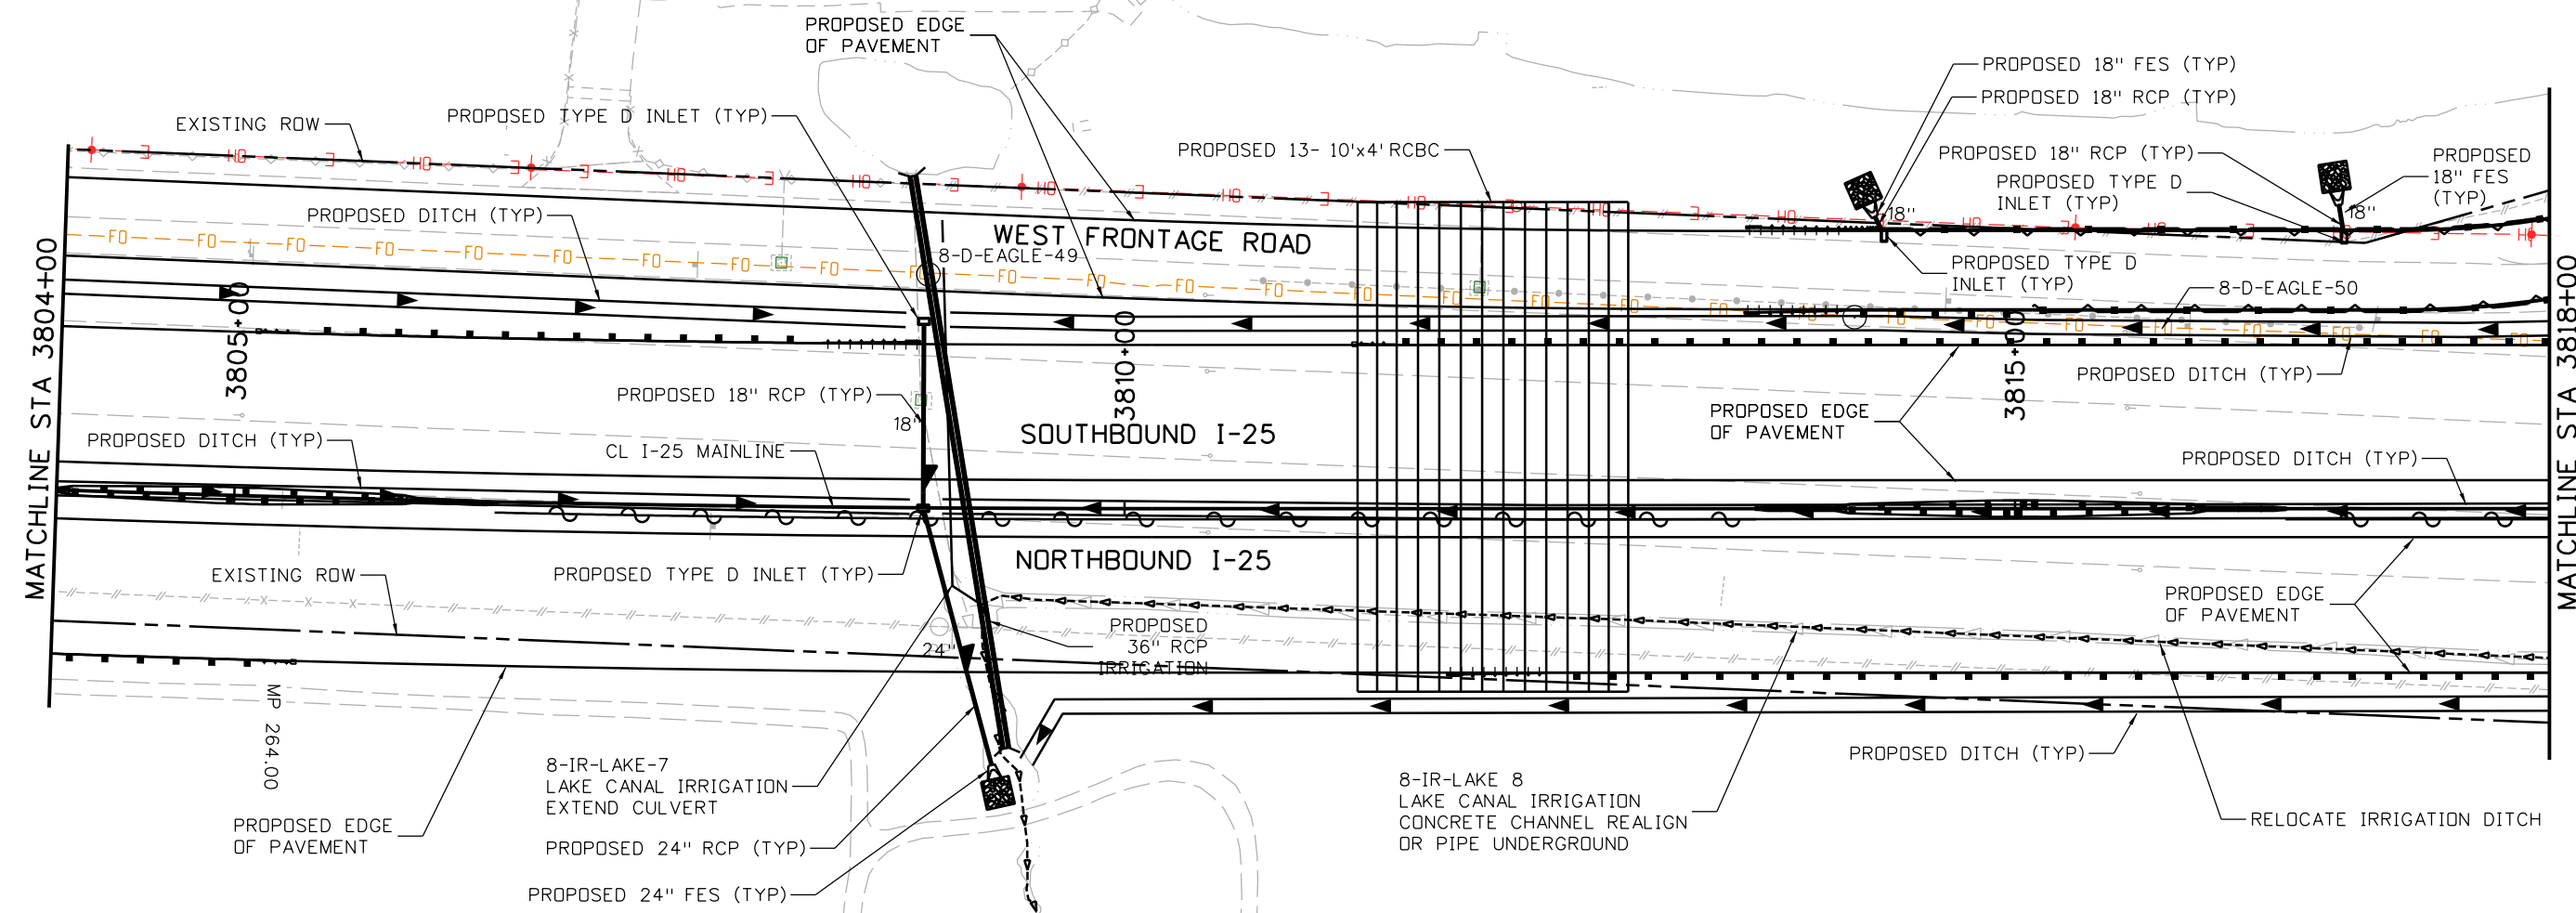 PROPOSED EDGE
OF PAVEMENT
PROPOSED 18" FES (TYP)
PROPOSED 18" RCP (TYP)
PROPOSED TYPE D INLET (TYP)
EXISTING ROW
PROPOSED 13- 10'x4' RCBC
PROPOSED 18" RCP (TYP)
PROPOSED
18" FES
(TYP)
PROPOSED TYPE D
INLET (TYP)
18"
18"
PROPOSED DITCH (TYP)
WEST FRONTAGE ROAD
8-D-EAGLE-49
PROPOSED TYPE D
INLET (TYP)
8-D-EAGLE-50
MATCHLINE STA 3804+00
3805+00
3810+00
3815+00
MATCHLINE STA 3818+00
PROPOSED DITCH (TYP)
PROPOSED 18" RCP (TYP)
18"
PROPOSED EDGE
OF PAVEMENT
PROPOSED DITCH (TYP)
CL I-25 MAINLINE
SOUTHBOUND I-25
PROPOSED DITCH (TYP)
NORTHBOUND I-25
EXISTING ROW
PROPOSED TYPE D INLET (TYP)
PROPOSED EDGE
OF PAVEMENT
PROPOSED
36" RCP
IRRIGATION
24"
MP 264.00
8-IR-LAKE-7
LAKE CANAL IRRIGATION
EXTEND CULVERT
PROPOSED DITCH (TYP)
8-IR-LAKE 8
LAKE CANAL IRRIGATION
CONCRETE CHANNEL REALIGN
OR PIPE UNDERGROUND
RELOCATE IRRIGATION DITCH
PROPOSED EDGE
OF PAVEMENT
PROPOSED 24" RCP (TYP)
PROPOSED 24" FES (TYP)